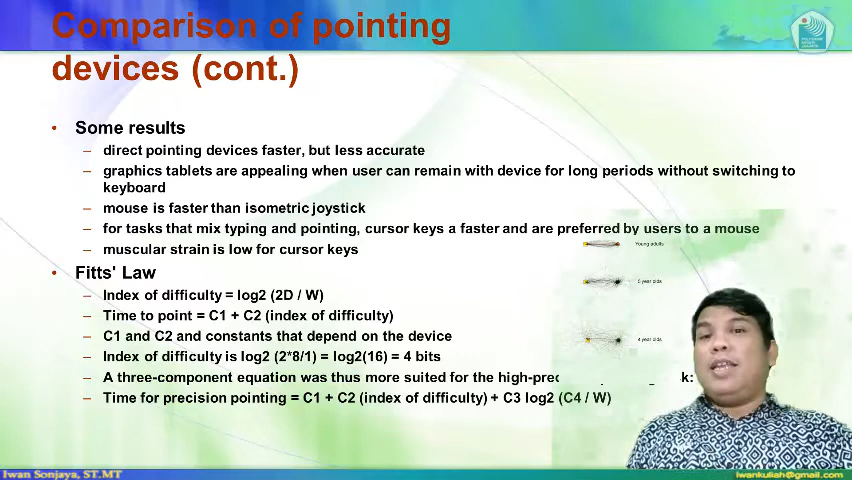 Comparison of pointing
devices (cont.)
• Some results
– direct pointing devices faster, but less accurate
– graphics tablets are appealing when user can remain with device for long periods without switching to
keyboard
– mouse is faster than isometric joystick
– for tasks that mix typing and pointing, cursor keys a faster and are preferred by users to a mouse
– muscular strain is low for cursor keys
Young adults
5 year olds
4 year olds
• Fitts' Law
– Index of difficulty = log2 (2D / W)
– Time to point = C1 + C2 (index of difficulty)
– C1 and C2 and constants that depend on the device
– Index of difficulty is log2 (2*8/1) = log2(16) = 4 bits
– A three-component equation was thus more suited for the k:
– Time for precision pointing = C1 + C2 (index of difficulty) + C3 log2 (C4 / W)
Iwan Sonjaya, ST.MT
iwankuliah@gmail.com